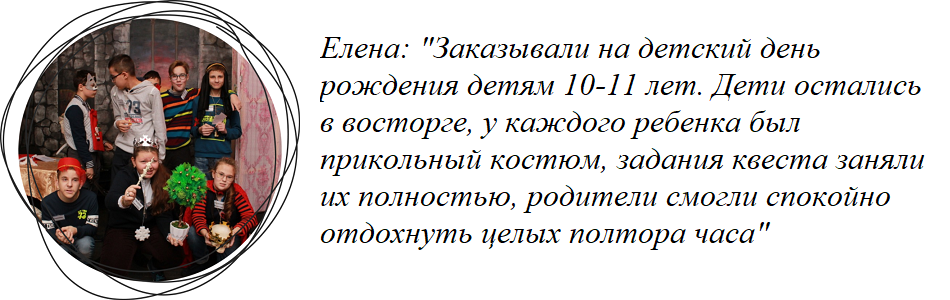 Елена: "Заказывали на детский день
рождения детям 10-11 лет. Дети остались
в восторге, у каждого ребенка был
прикольный костюм, задания квеста заняли
их полностью, родители смогли спокойно
отдохнуть целых полтора часа"